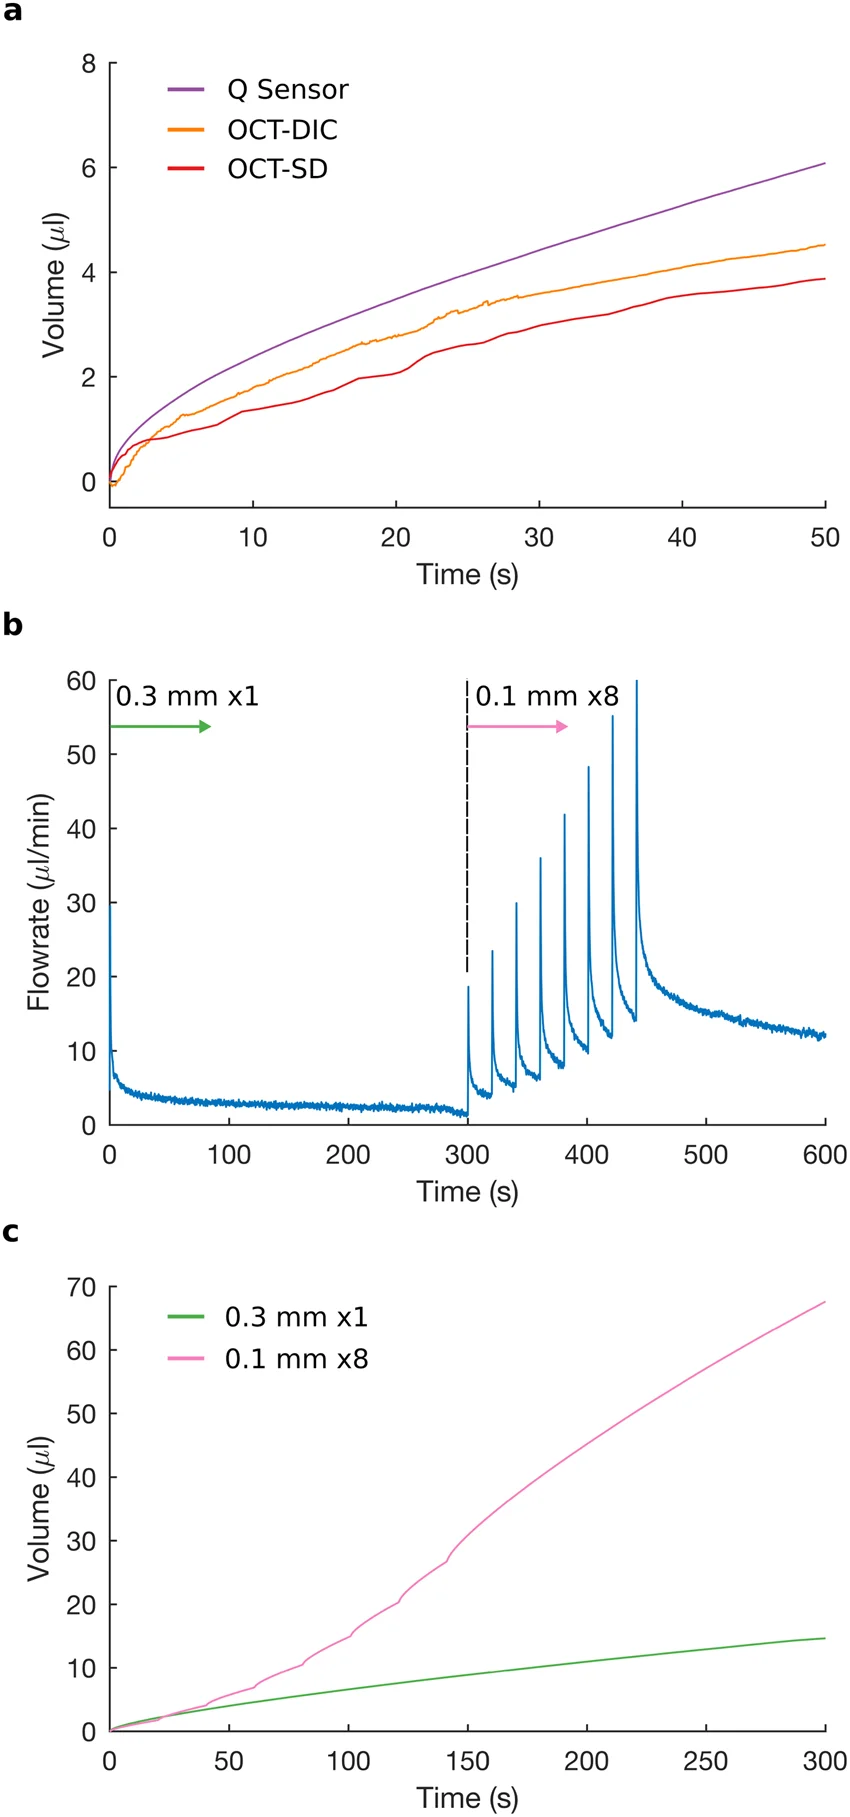 a
8
6
4
2
0
Volume (μl)
Q Sensor
OCT-DIC
OCT-SD
0 10 20 30 40 50
Time (s)
b
60
50
40
30
20
10
0
Flowrate (μl/min)
0.3 mm x1
0.1 mm x8
0 100 200 300 400 500 600
Time (s)
c
70
60
50
40
30
20
10
0
Volume (μl)
0.3 mm x1
0.1 mm x8
0 50 100 150 200 250 300
Time (s)